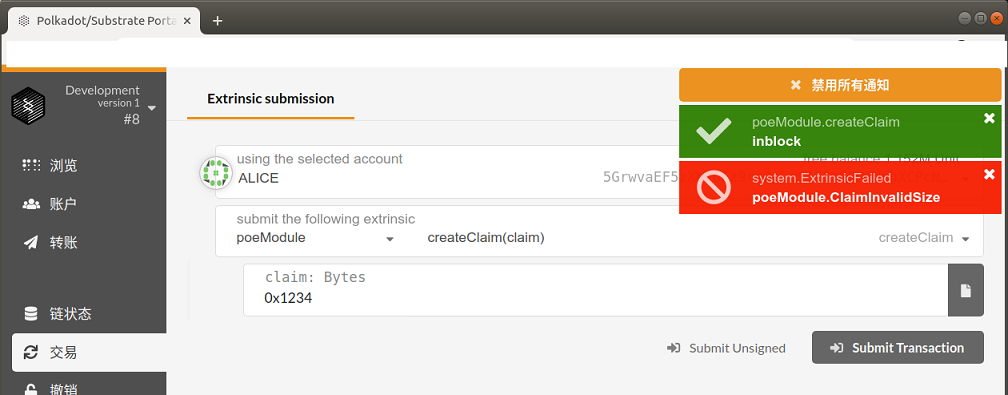 Polkadot/Substrate Porta
Development
version 1
#8
浏览
账户
转账
链状态
交易
撤销
Extrinsic submission
禁用所有通知
poeModule.createClaim
inblock
system.ExtrinsicFailed
poeModule.ClaimInvalidSize
using the selected account
ALICE
5GrwvaEF5
submit the following extrinsic
poeModule
createClaim(claim)
createClaim
claim: Bytes
0x1234
Submit Unsigned
Submit Transaction